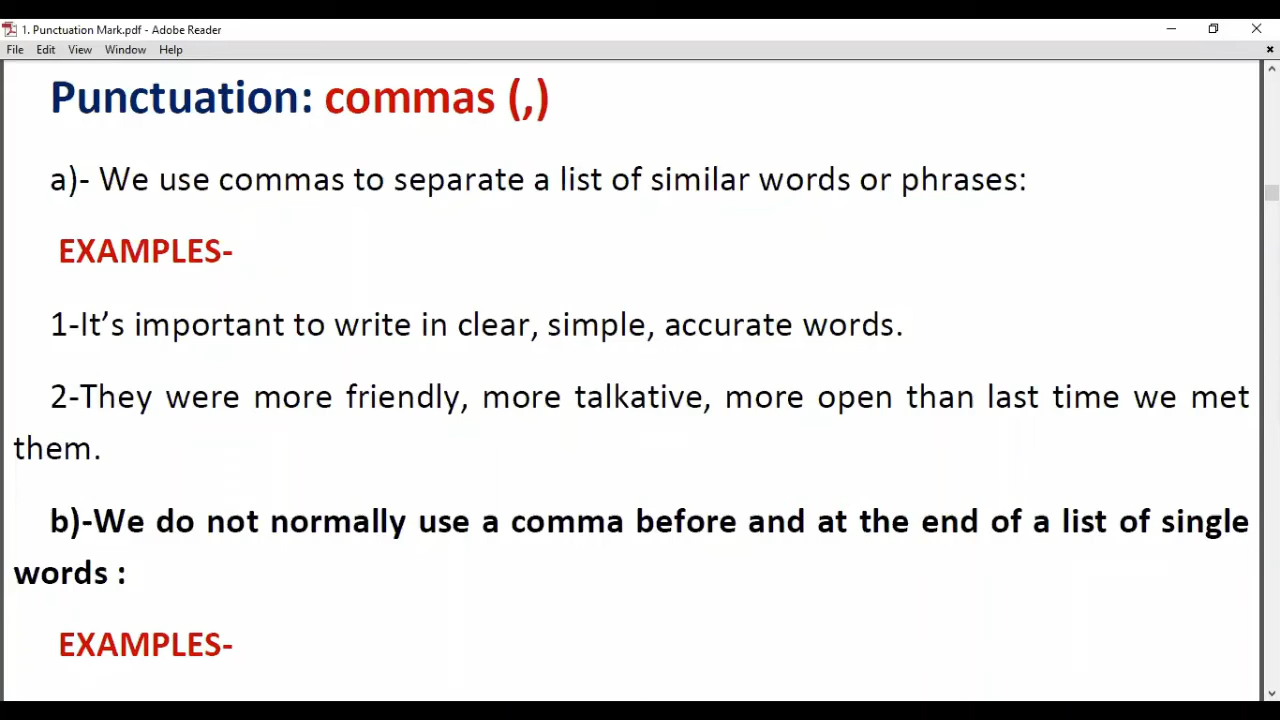 1. Punctuation Mark.pdf - Adobe Reader
File Edit View Window Help
Punctuation: commas (,)
a)- We use commas to separate a list of similar words or phrases:
EXAMPLES-
1-It’s important to write in clear, simple, accurate words.
2-They were more friendly, more talkative, more open than last time we met
them.
b)-We do not normally use a comma before and at the end of a list of single
words :
EXAMPLES-